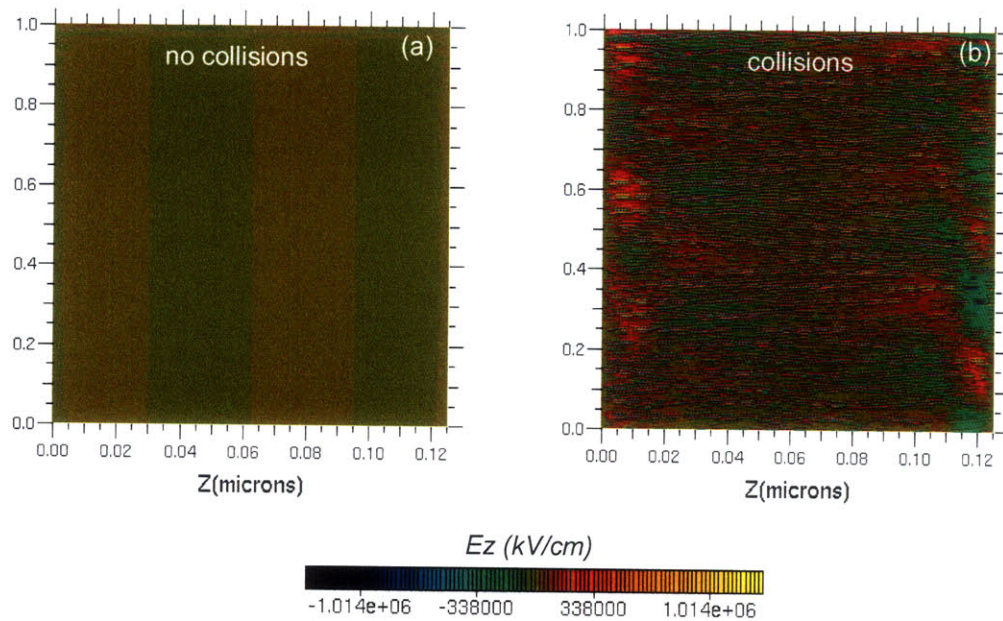 no collisions
(a)
1.0
0.8
0.6
0.4
0.2
0.0
0.00 0.02 0.04 0.06 0.08 0.10 0.12
Z(microns)
collisions
(b)
1.0
0.8
0.6
0.4
0.2
0.0
0.00 0.02 0.04 0.06 0.08 0.10 0.12
Z(microns)
Ez (kV/cm)
-1.014e+06 -338000 338000 1.014e+06